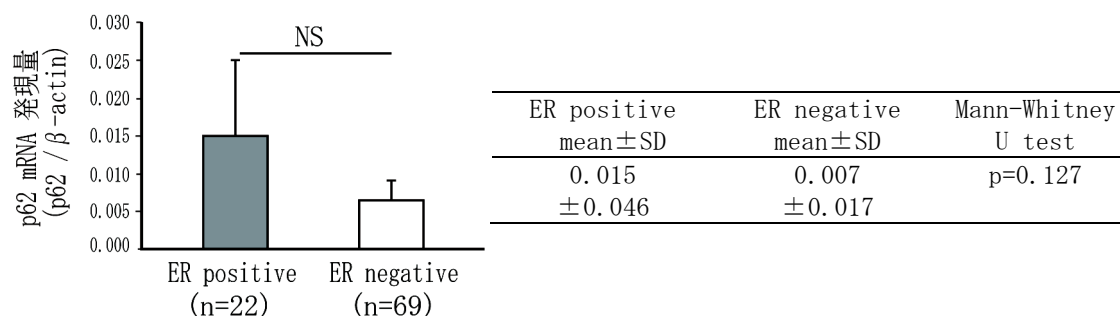 p62 mRNA 発現量
(p62 /β-actin)
0.030
0.025
0.020
0.015
0.010
0.005
0.000
NS
ER positive
(n=22)
ER negative
(n=69)
ER positive
mean±SD
ER negative
mean±SD
Mann-Whitney
U test
0.015
±0.046
0.007
±0.017
p=0.127